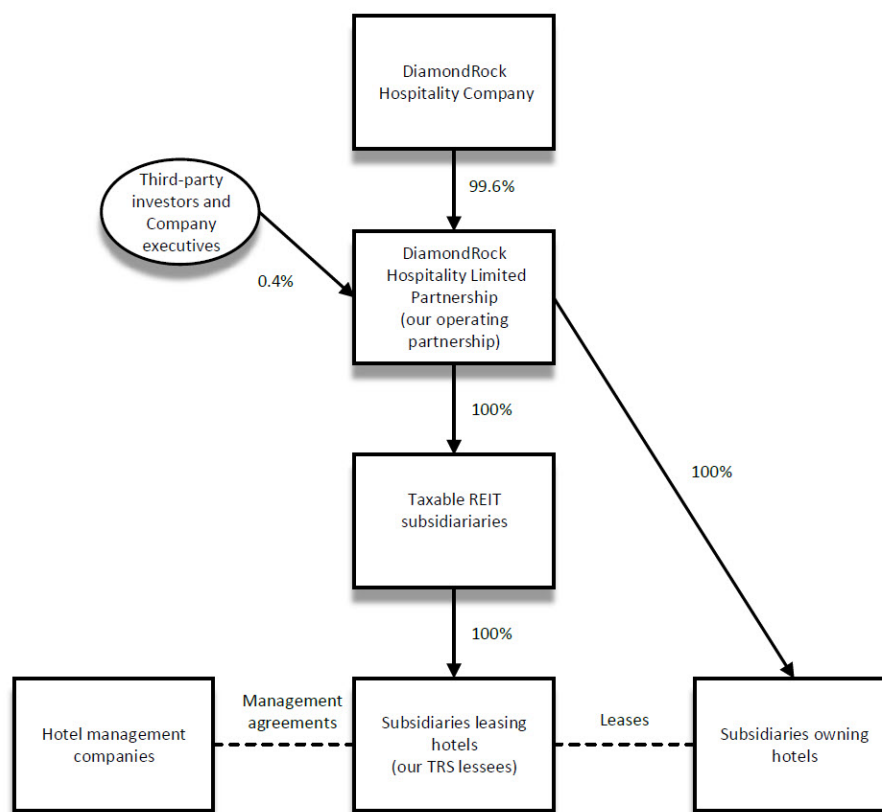 DiamondRock
Hospitality Company
99.6%
Third-party
investors and
Company
executives
0.4%
DiamondRock
Hospitality Limited
Partnership
(our operating
partnership)
100%
100%
Taxable REIT
subsidiariaries
100%
Hotel management
companies
Management
agreements
Subsidiaries leasing
hotels
(our TRS lessees)
Leases
Subsidiaries owning
hotels